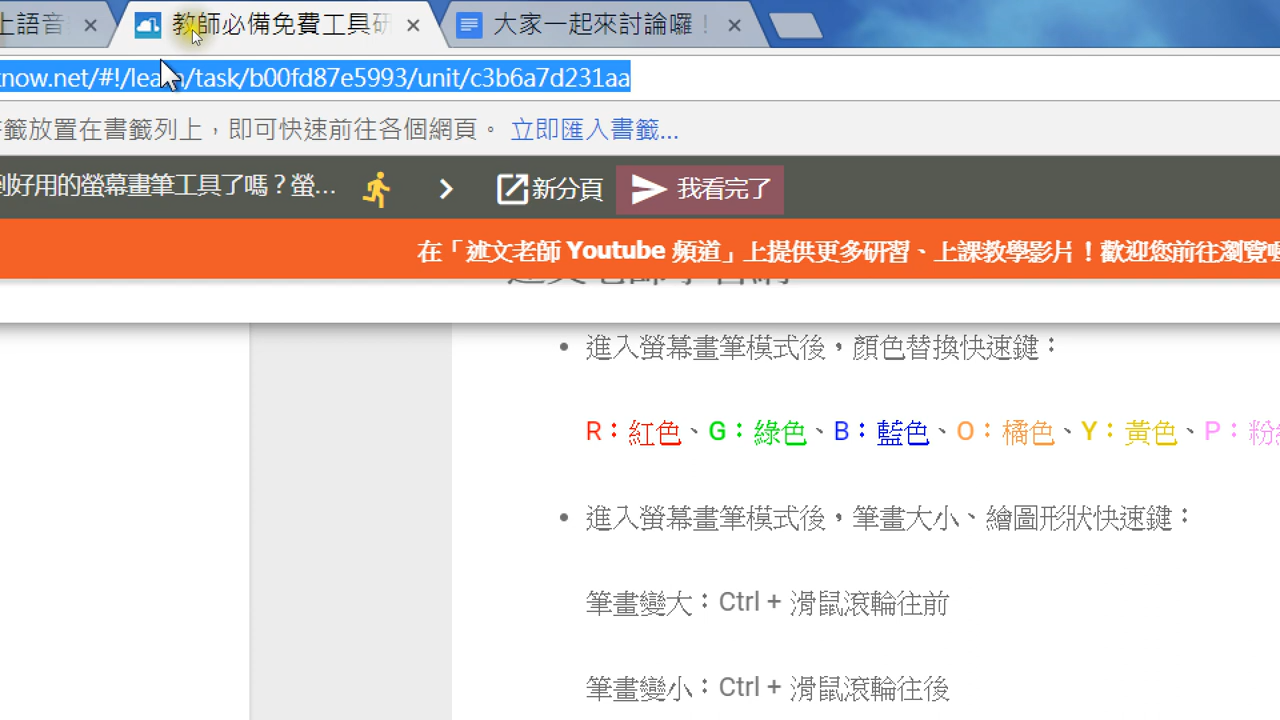 上語音
教師必備免費工具研
大家一起來討論囉！
know.net/#!/learn/task/b00fd87e5993/unit/c3b6a7d231aa
書籤放置在書籤列上，即可快速前往各個網頁。 立即匯入書籤...
到好用的螢幕畫筆工具了嗎？螢...
新分頁
我看完了
在「述文老師 Youtube 頻道」上提供更多研習、上課教學影片！歡迎您前往瀏覽喔
• 進入螢幕畫筆模式後，顏色替換快速鍵：
R：紅色、G：綠色、B：藍色、O：橘色、Y：黃色、P：粉紅
• 進入螢幕畫筆模式後，筆畫大小、繪圖形狀快速鍵：
筆畫變大：Ctrl + 滑鼠滾輪往前
筆畫變小：Ctrl + 滑鼠滾輪往後